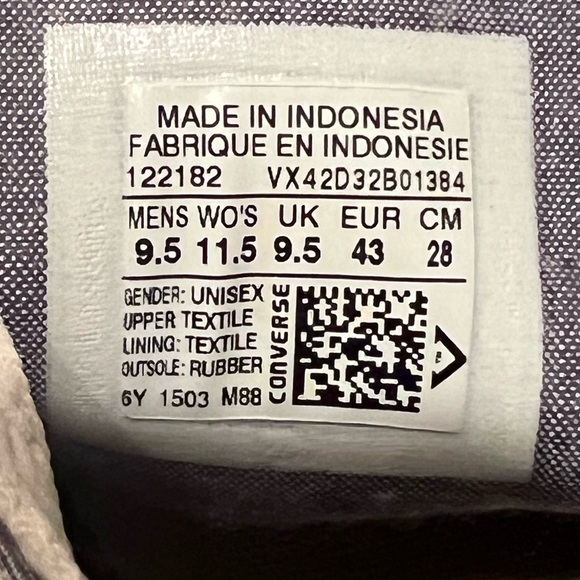 MADE IN INDONESIA
FABRIQUE EN INDONESIE
122182 VX42D32B01384
MENS WO'S UK EUR CM
9.5 11.5 9.5 43 28
GENDER: UNISEX
UPPER TEXTILE
LINING: TEXTILE
OUTSOLE: RUBBER
6Y 1503 M88
CONVERSE